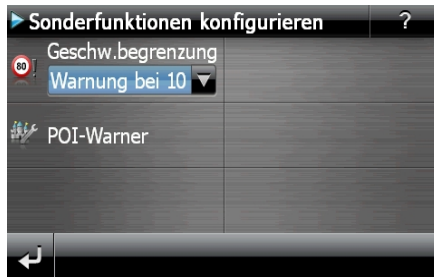 Sonderfunktionen konfigurieren ?
Geschw.begrenzung
80
Warnung bei 10
POI-Warner